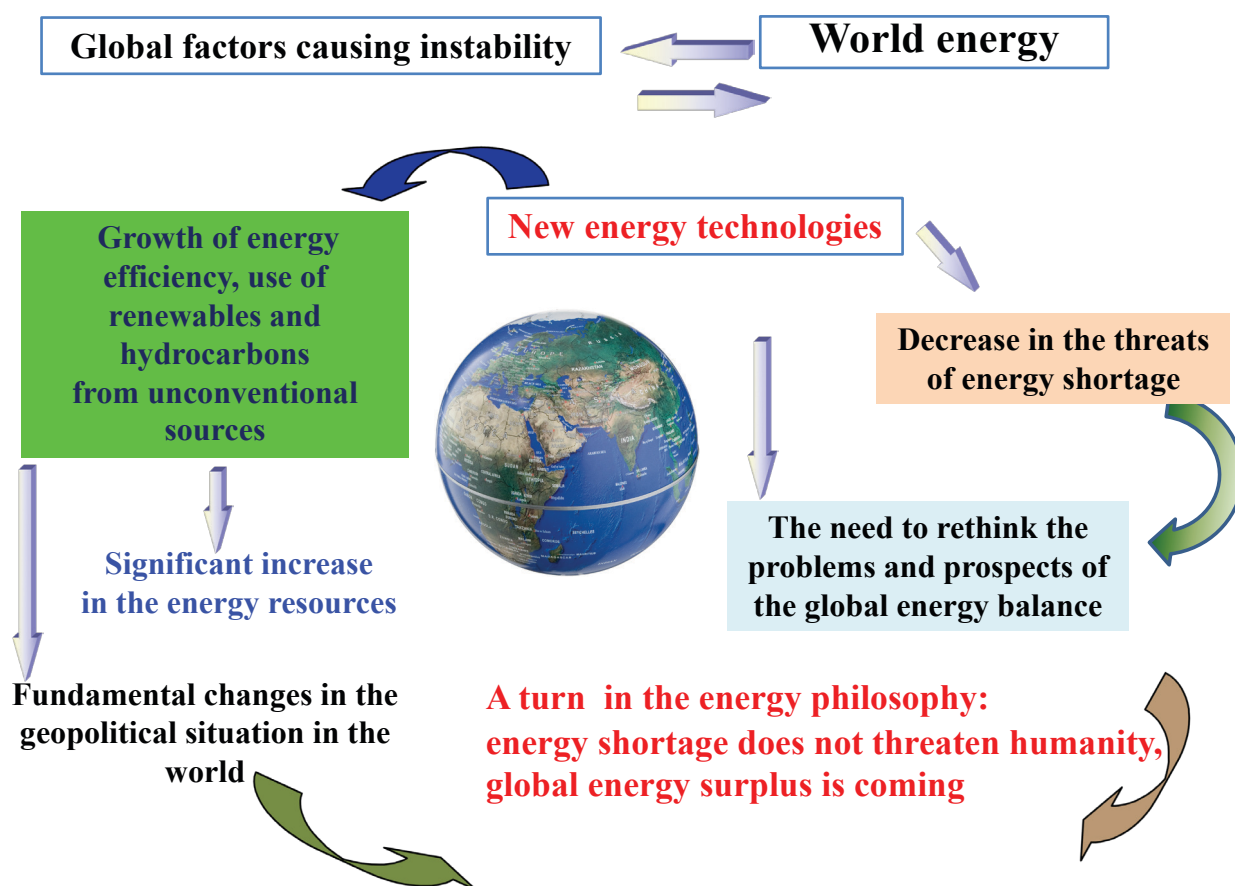 Global factors causing instability
World energy
New energy technologies
Growth of energy
efficiency, use of
renewables and
hydrocarbons
from unconventional
sources
Decrease in the threats
of energy shortage
KAZAKHSTAN
INDIA
The need to rethink the
problems and prospects of
the global energy balance
Significant increase
in the energy resources
Fundamental changes in the
geopolitical situation in the
world
A turn in the energy philosophy:
energy shortage does not threaten humanity,
global energy surplus is coming